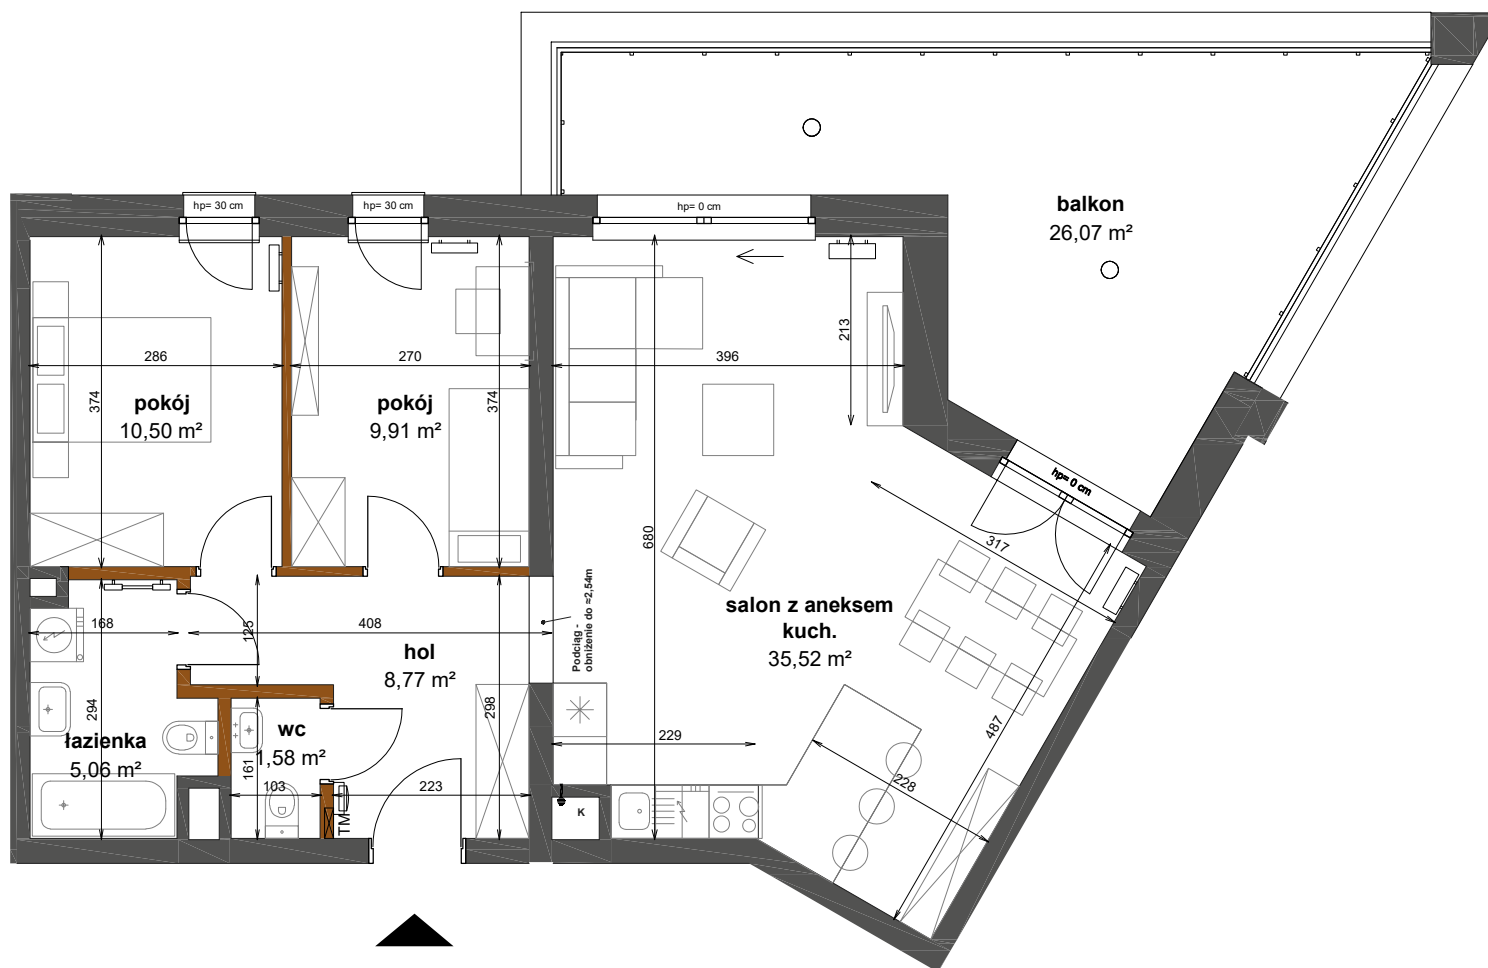 hp= 30 cm
hp= 30 cm
hp= 0 cm
balkon
26,07 m²
286
374
pokój
10,50 m²
270
374
pokój
9,91 m²
396
213
680
hp= 0 cm
317
salon z aneksem
kuch.
35,52 m²
487
229
228
Podciąg -
obniżenie do ≈2,54m
168
125
408
hol
8,77 m²
298
294
łazienka
5,06 m²
wc
1,58 m²
161
103
223
TM
K